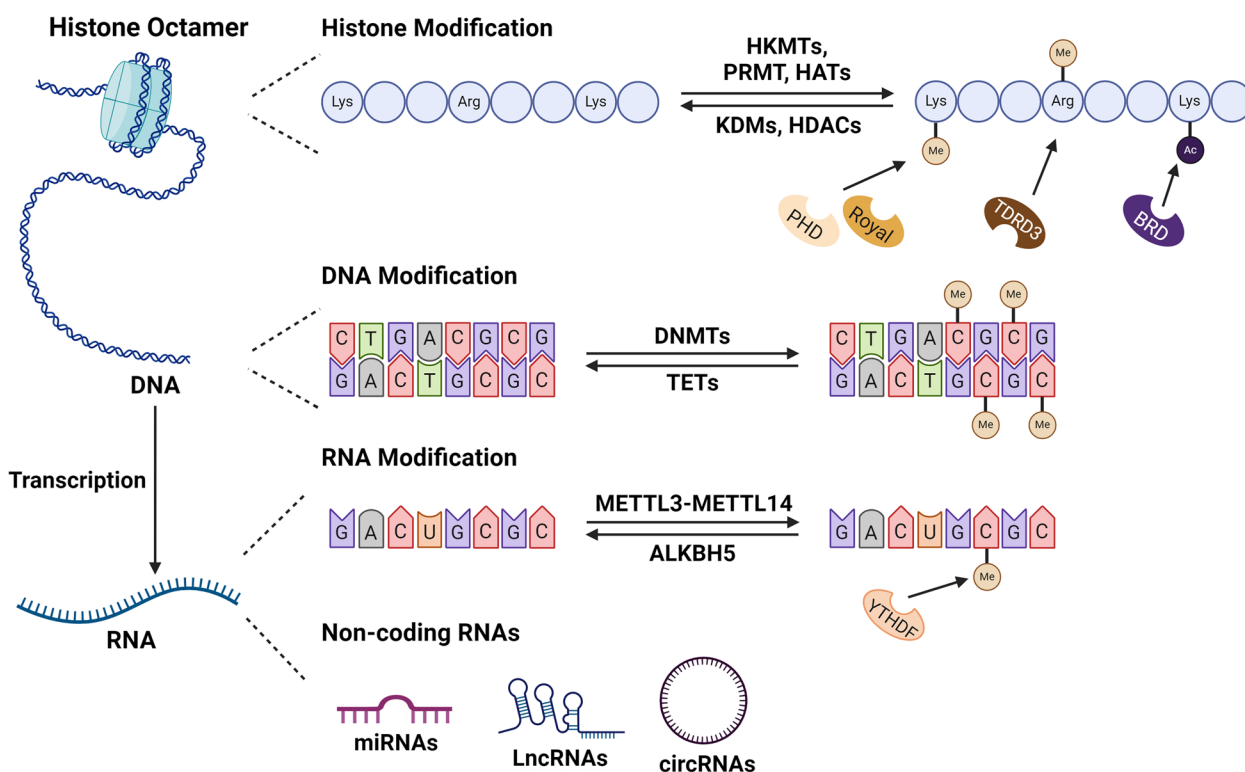 Histone Octamer
Histone Modification
HKMTs,
PRMT, HATs
KDMs, HDACs
Lys Arg Lys
Me
Lys Arg Lys
Me
Ac
PHD
Royal
TDRD3
BRD
DNA Modification
Me Me
C T G A C G C G
G A C T G C G C
DNMTs
TETs
C T G A C G C G
G A C T G C G C
Me Me
DNA
Transcription
RNA Modification
G A C U G C G C
METTL3-METTL14
ALKBH5
G A C U G C G C
Me
YTHDF
RNA
Non-coding RNAs
miRNAs
LncRNAs
circRNAs